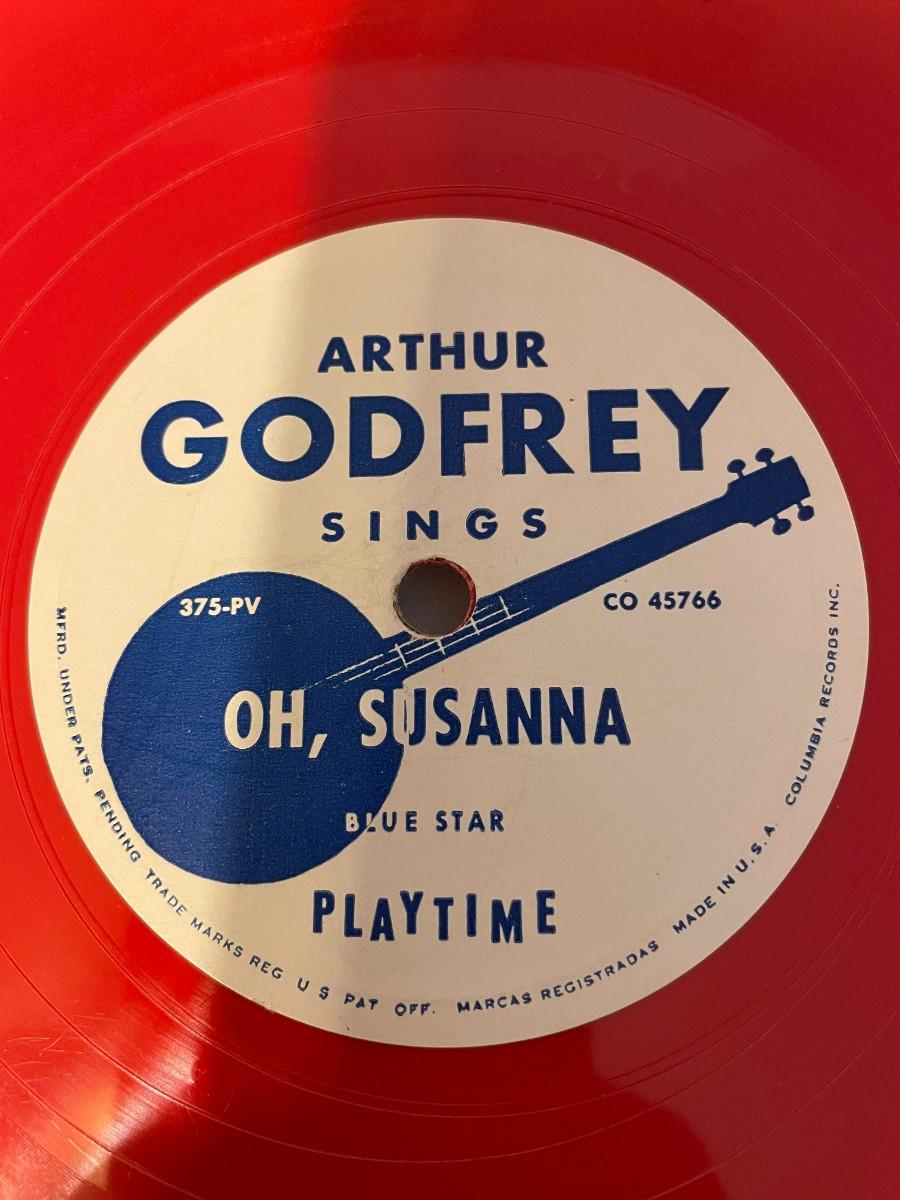 ARTHUR
GODFREY
SINGS
375-PV
CO 45766
OH, SUSANNA
BLUE STAR
PLAYTIME
MFRD. UNDER PATS. PENDING TRADE MARKS REG U S PAT OFF. MARCAS REGISTRADAS MADE IN U.S.A. COLUMBIA RECORDS INC.